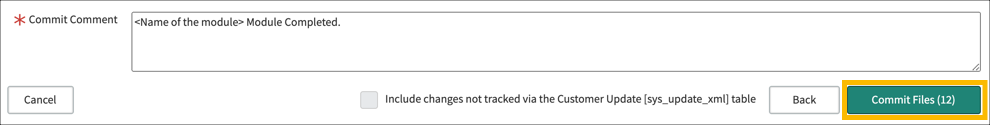 Commit Comment
<Name of the module> Module Completed.
Cancel
Include changes not tracked via the Customer Update [sys_update_xml] table
Back
Commit Files (12)